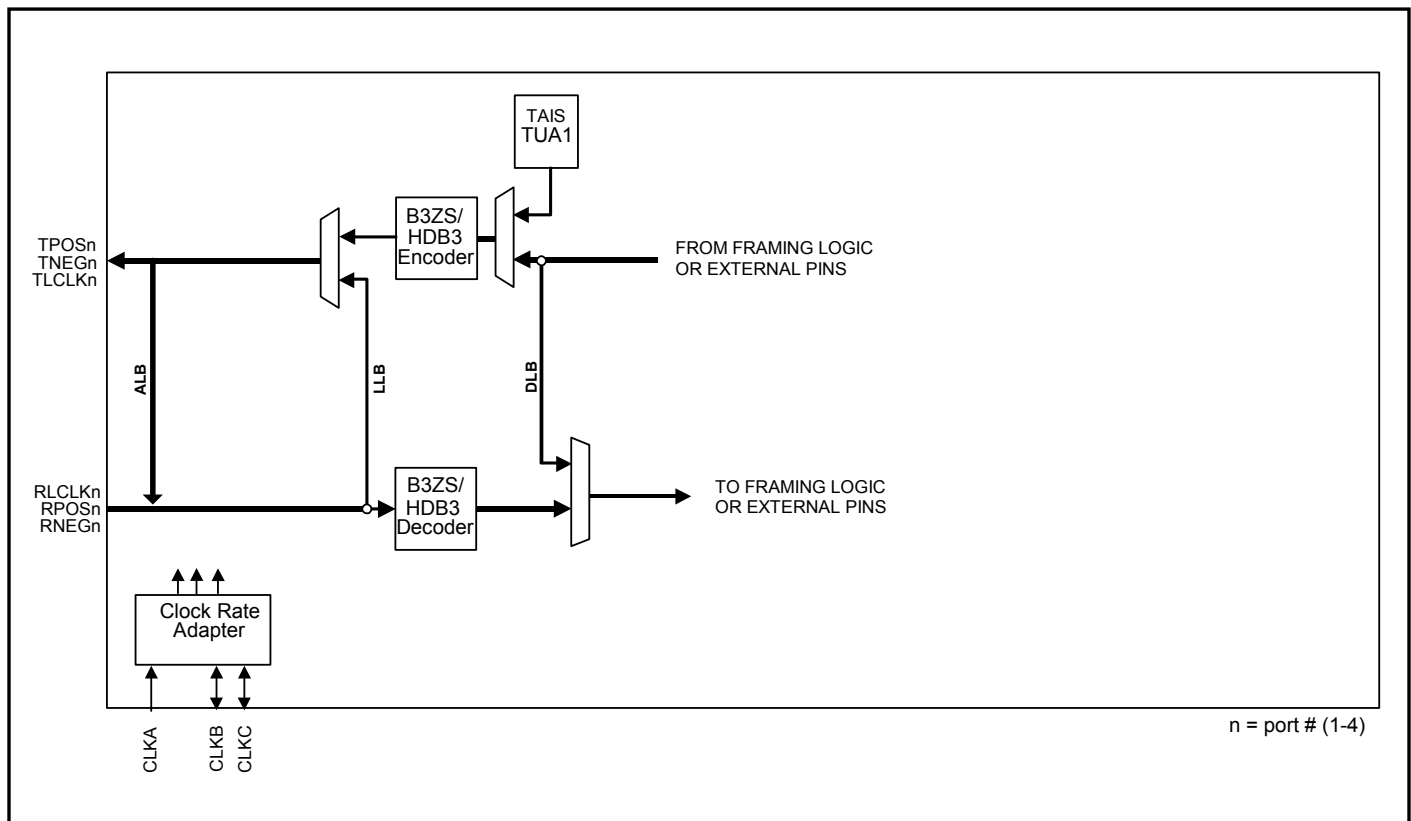 TAIS
TUA1
B3ZS/
HDB3
Encoder
TPOSn
TNEGn
TLCLKn
FROM FRAMING LOGIC
OR EXTERNAL PINS
ALB
LLB
DLB
RLCLKn
RPOSn
RNEGn
B3ZS/
HDB3
Decoder
TO FRAMING LOGIC
OR EXTERNAL PINS
Clock Rate
Adapter
CLKA
CLKB
CLKC
n = port # (1-4)